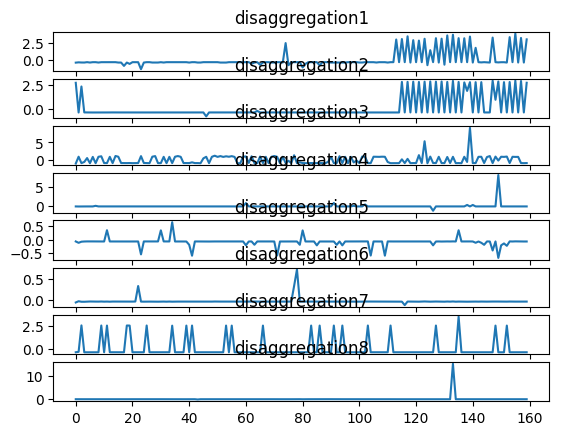 disaggregation1
2.5
0.0
disaggregation2
2.5
0.0
disaggregation3
5
0
disaggregation4
5
0
disaggregation5
0.5
0.0
−0.5
disaggregation6
0.5
0.0
disaggregation7
2.5
0.0
disaggregation8
10
0
0 20 40 60 80 100 120 140 160